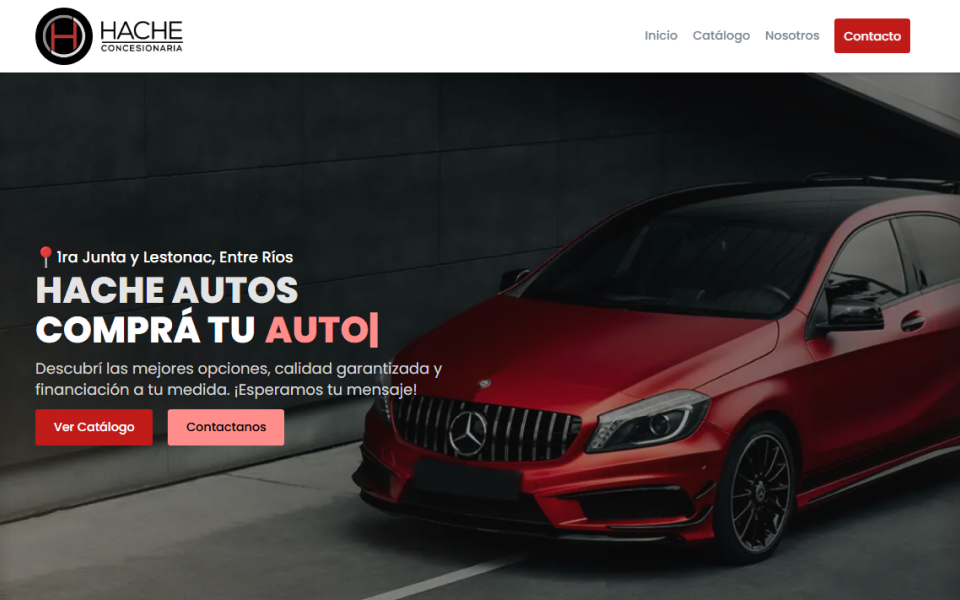 HACHE
CONCESIONARIA
Inicio
Catálogo
Nosotros
Contacto
1ra Junta y Lestonac, Entre Ríos
HACHE AUTOS
COMPRÁ TU AUTO|
Descubrí las mejores opciones, calidad garantizada y
financiación a tu medida. ¡Esperamos tu mensaje!
Ver Catálogo
Contactanos